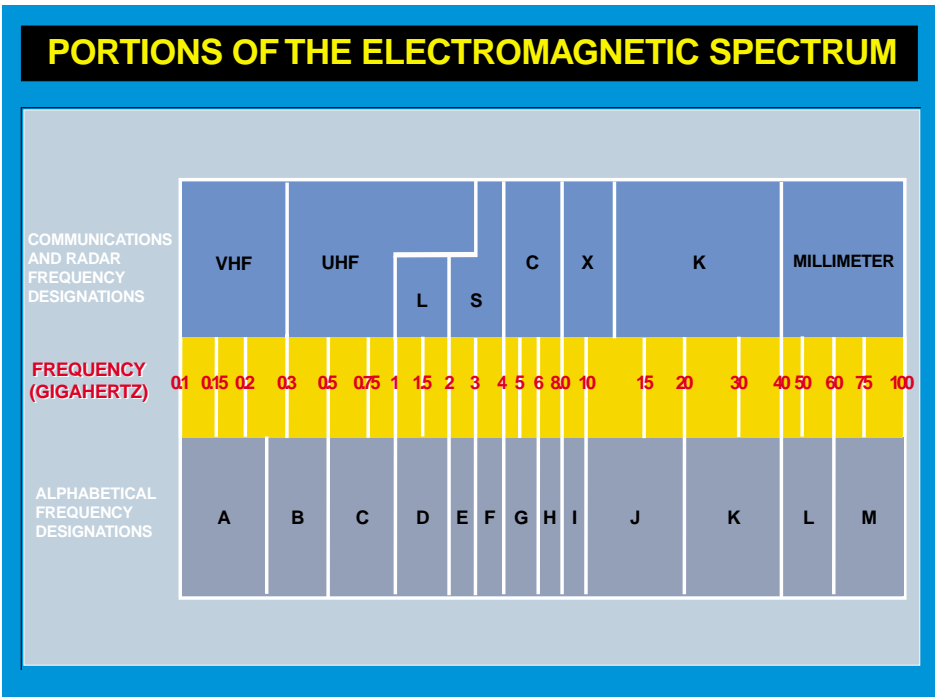 PORTIONS OF THE ELECTROMAGNETIC SPECTRUM
COMMUNICATIONS
AND RADAR
FREQUENCY
DESIGNATIONS
VHF UHF C X K MILLIMETER
L S
FREQUENCY
(GIGAHERTZ)
0.1 0.15 0.2 0.3 0.5 0.75 1 1.5 2 3 4 5 6 8.0 10 15 20 30 40 50 60 75 100
ALPHABETICAL
FREQUENCY
DESIGNATIONS
A B C D E F G H I J K L M